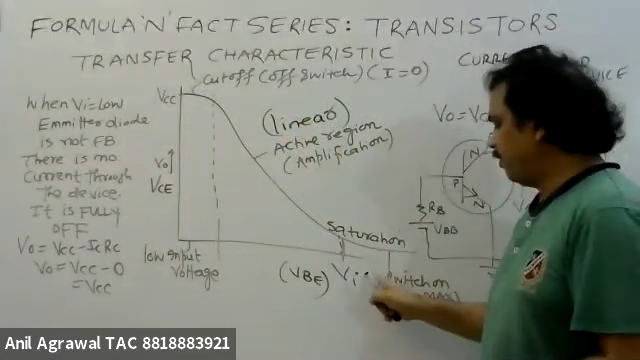 FORMULA 'N' FACT SERIES: TRANSISTORS
TRANSFER CHARACTERISTIC
cutoff (off switch) (I=0)
When Vi=low
Emmitter diode
is not FB
There is no
current Through
The device.
It is FULLY
OFF
Vo = Vcc - IcRc
Vo = Vcc - 0
= Vcc
Vcc
Vo ↑
VCE
(linear)
Active region
(Amplification)
Saturation
low input
voltage
(VBE) Vi
Switch on
Vo=
N
P
N
RB
VBB
Anil Agrawal TAC 8818883921